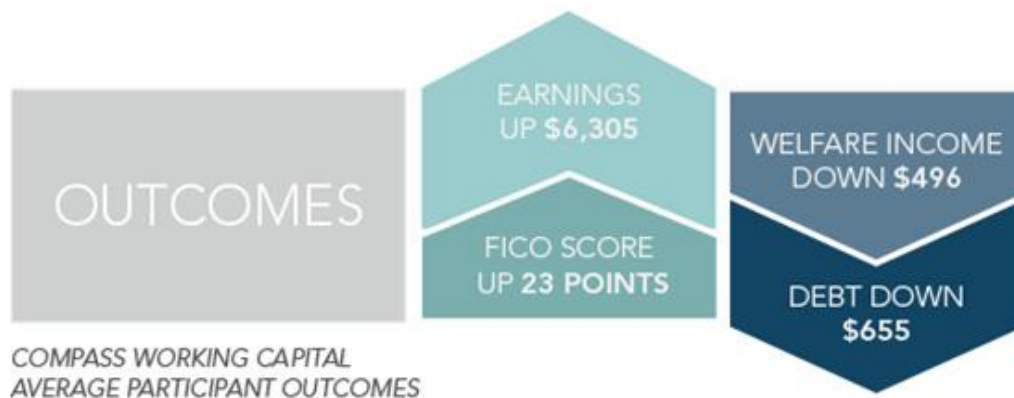 OUTCOMES
COMPASS WORKING CAPITAL
AVERAGE PARTICIPANT OUTCOMES
EARNINGS
UP $6,305
FICO SCORE
UP 23 POINTS
WELFARE INCOME
DOWN $496
DEBT DOWN
$655